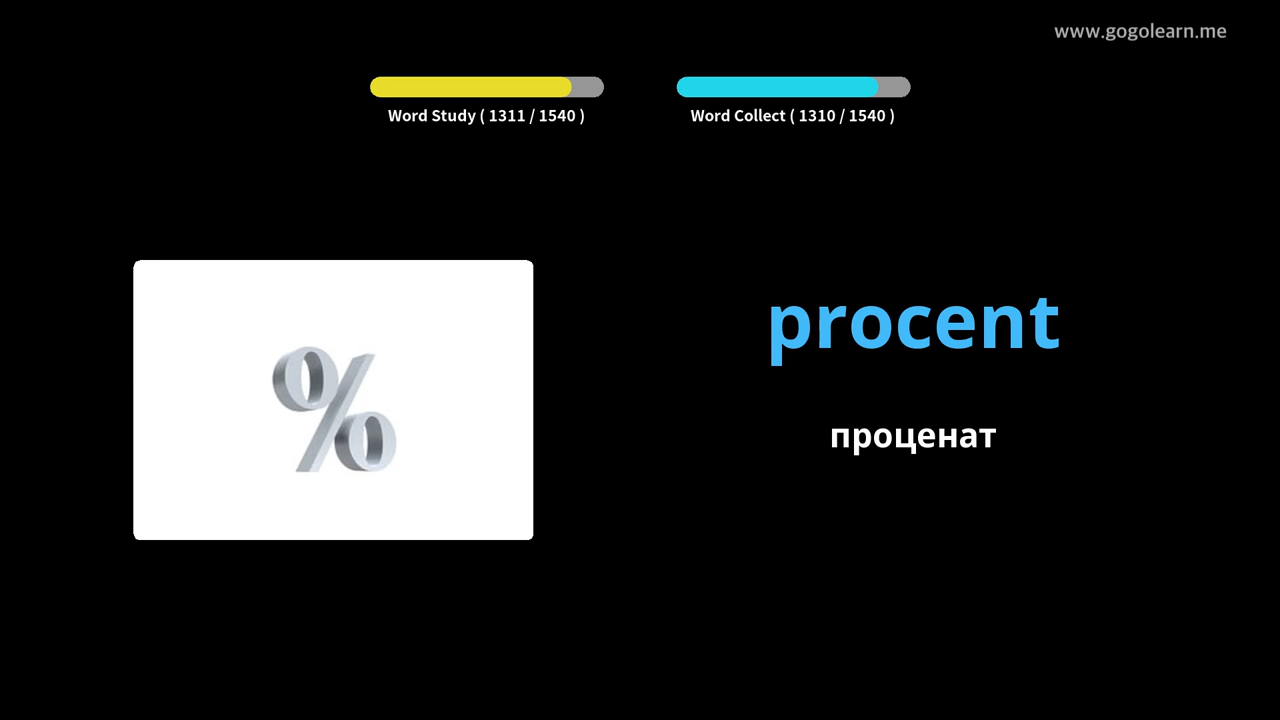 www.gogolearn.me
Word Study ( 1311 / 1540 )
Word Collect ( 1310 / 1540 )
%
procent
проценат